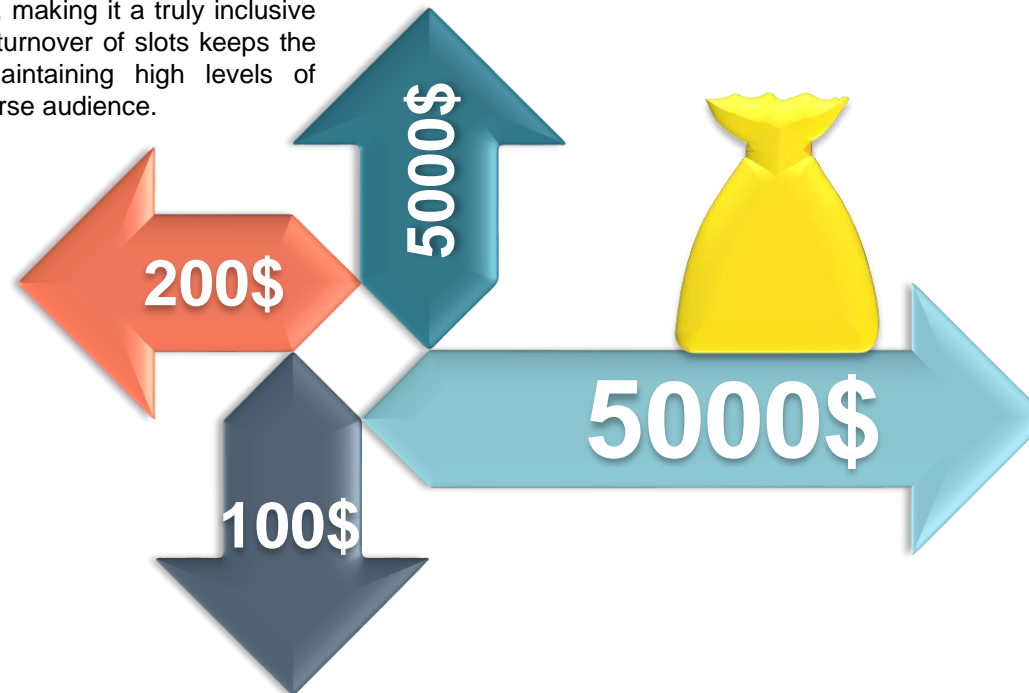 , making it a truly inclusive
turnover of slots keeps the
aintaining high levels of
rse audience.
5000$
200$
5000$
100$